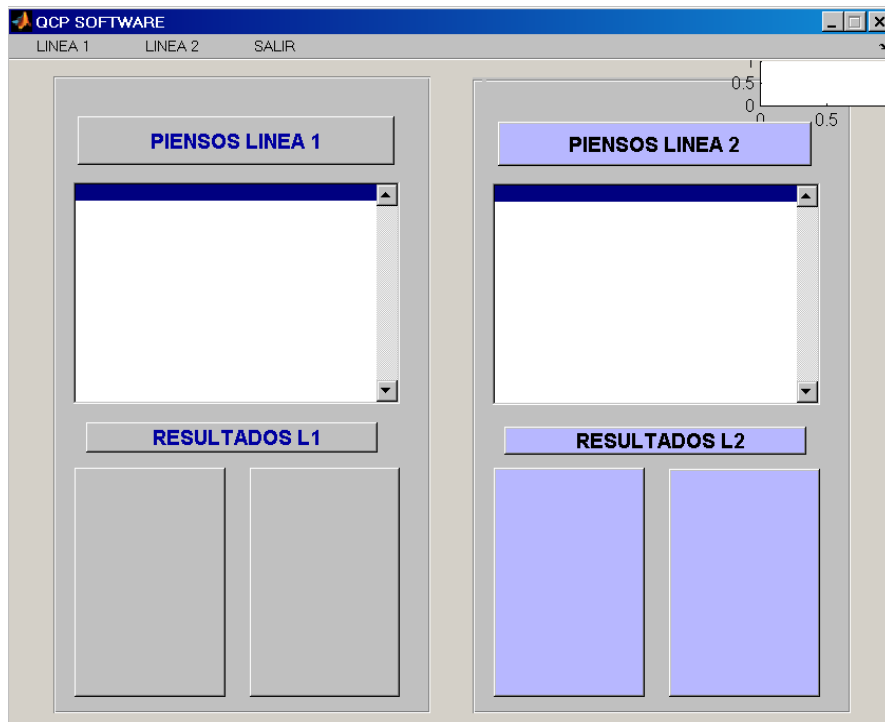 QCP SOFTWARE
LINEA 1 LINEA 2 SALIR
PIENSOS LINEA 1
RESULTADOS L1
1
0.5
0
0 0.5
PIENSOS LINEA 2
RESULTADOS L2